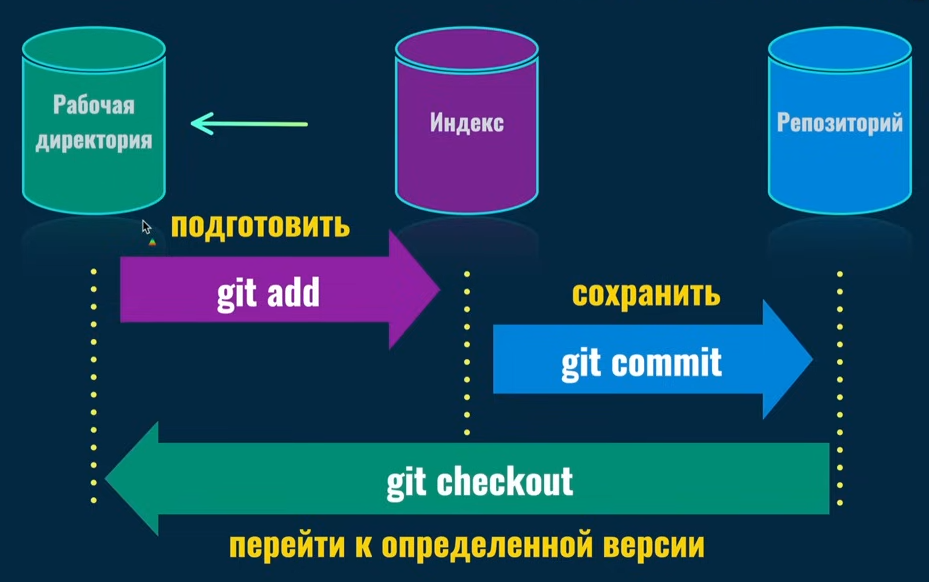 Рабочая
директория
Индекс
Репозиторий
подготовить
git add
сохранить
git commit
git checkout
перейти к определенной версии